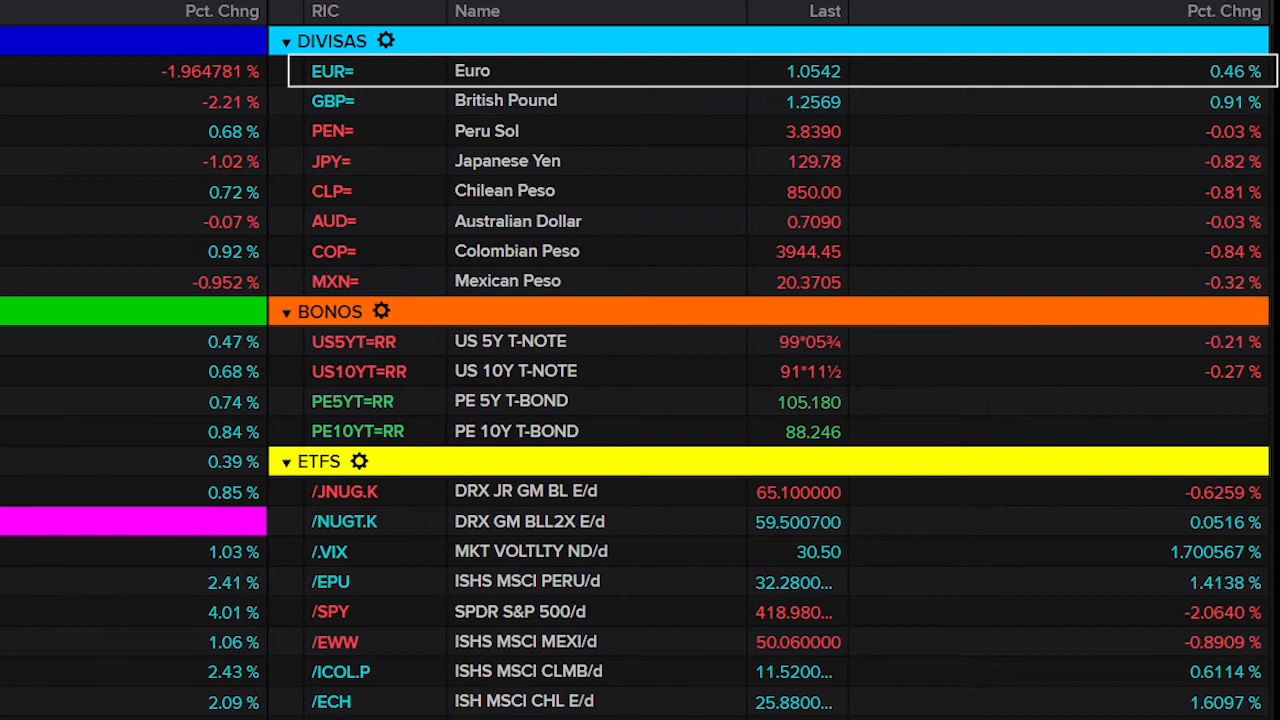 Pct. Chng RIC Name Last Pct. Chng
▼ DIVISAS
-1.964781 % EUR= Euro 1.0542 0.46 %
-2.21 % GBP= British Pound 1.2569 0.91 %
0.68 % PEN= Peru Sol 3.8390 -0.03 %
-1.02 % JPY= Japanese Yen 129.78 -0.82 %
0.72 % CLP= Chilean Peso 850.00 -0.81 %
-0.07 % AUD= Australian Dollar 0.7090 -0.03 %
0.92 % COP= Colombian Peso 3944.45 -0.84 %
-0.952 % MXN= Mexican Peso 20.3705 -0.32 %
▼ BONOS
0.47 % US5YT=RR US 5Y T-NOTE 99*05¾ -0.21 %
0.68 % US10YT=RR US 10Y T-NOTE 91*11½ -0.27 %
0.74 % PE5YT=RR PE 5Y T-BOND 105.180
0.84 % PE10YT=RR PE 10Y T-BOND 88.246
0.39 % ▼ ETFS
0.85 % /JNUG.K DRX JR GM BL E/d 65.100000 -0.6259 %
/NUGT.K DRX GM BLL2X E/d 59.500700 0.0516 %
1.03 % /.VIX MKT VOLTLTY ND/d 30.50 1.700567 %
2.41 % /EPU ISHS MSCI PERU/d 32.2800... 1.4138 %
4.01 % /SPY SPDR S&P 500/d 418.980... -2.0640 %
1.06 % /EWW ISHS MSCI MEXI/d 50.060000 -0.8909 %
2.43 % /ICOL.P ISHS MSCI CLMB/d 11.5200... 0.6114 %
2.09 % /ECH ISH MSCI CHL E/d 25.8800... 1.6097 %